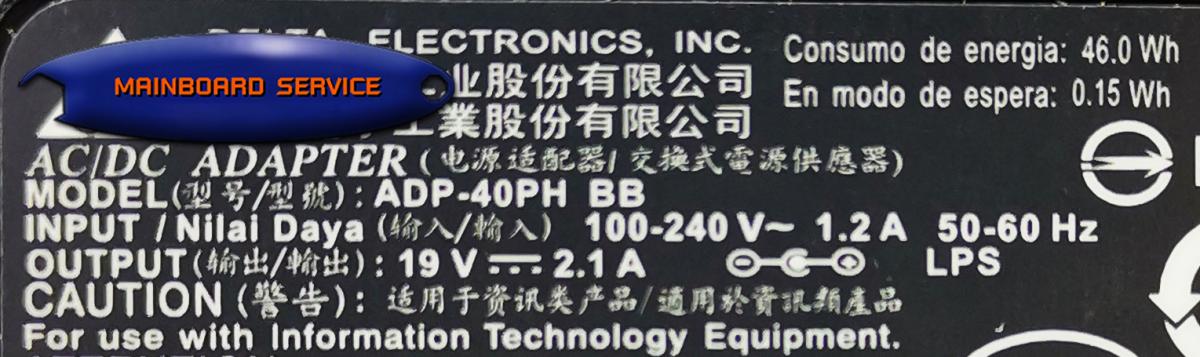 MAINBOARD SERVICE
ELECTRONICS, INC.
业股份有限公司
工業股份有限公司
Consumo de energia: 46.0 Wh
En modo de espera: 0.15 Wh
AC/DC ADAPTER (电源适配器/ 交換式電源供應器)
MODEL(型号/型號): ADP-40PH BB
INPUT / Nilai Daya (输入/輸入) 100-240 V~ 1.2 A 50-60 Hz
OUTPUT(输出/輸出): 19 V ⎓ 2.1 A LPS
CAUTION (警告): 适用于资讯类产品/適用於資訊類產品
For use with Information Technology Equipment.